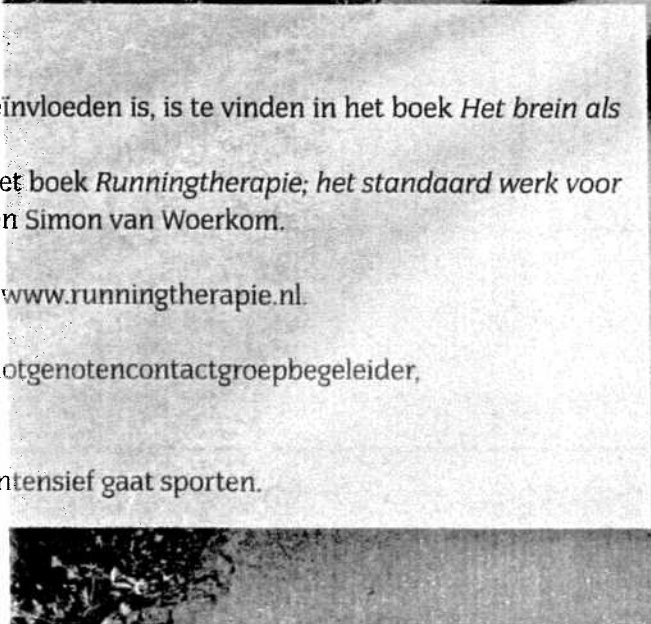 eïnvloeden is, is te vinden in het boek Het brein als
et boek Runningtherapie; het standaard werk voor
n Simon van Woerkom.
www.runningtherapie.nl.
otgenotencontactgroepbegeleider,
ntensief gaat sporten.